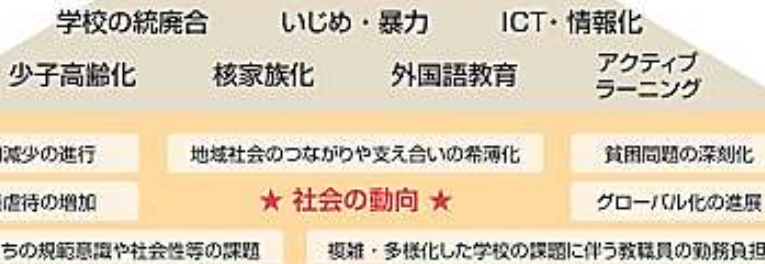 学校の統廃合 いじめ・暴力 ICT・情報化
少子高齢化 核家族化 外国語教育 アクティブ
ラーニング
減少の進行 地域社会のつながりや支え合いの希薄化 貧困問題の深刻化
虐待の増加 ★ 社会の動向 ★ グローバル化の進展
ちの規範意識や社会性等の課題 複雑・多様化した学校の課題に伴う教職員の勤務負担